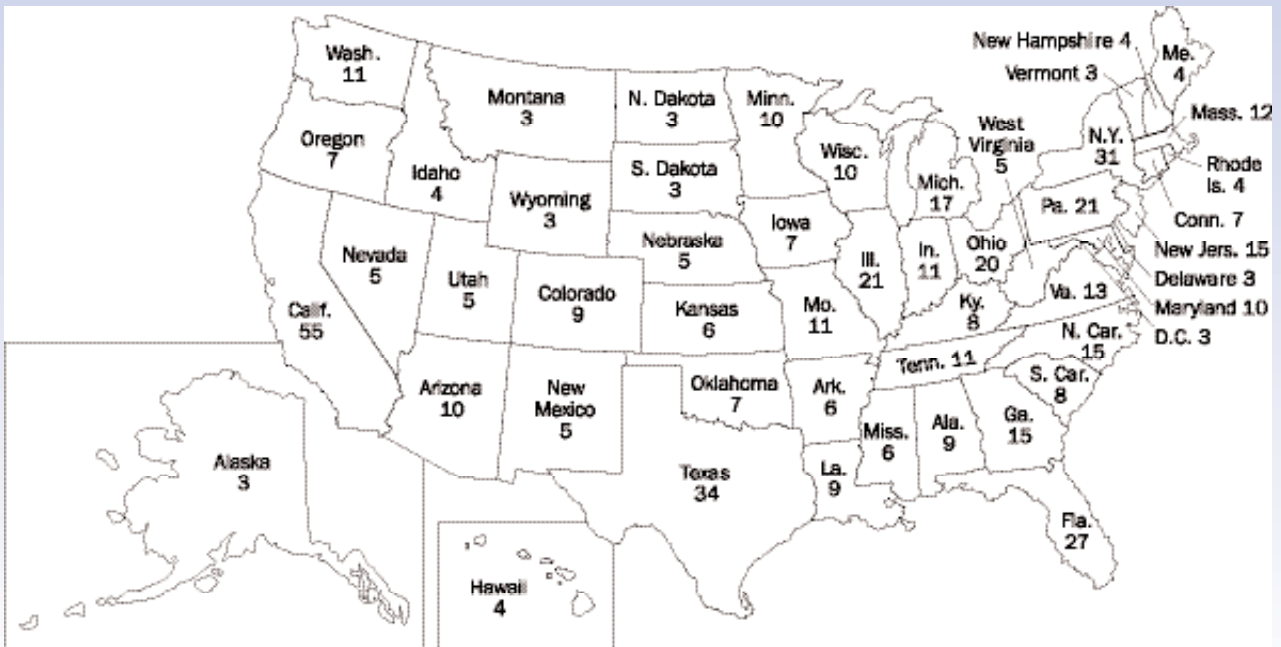 Wash.
11
Oregon
7
Calif.
55
Nevada
5
Idaho
4
Montana
3
Wyoming
3
Utah
5
Colorado
9
Arizona
10
New
Mexico
5
N. Dakota
3
S. Dakota
3
Nebraska
5
Kansas
6
Oklahoma
7
Texas
34
Minn.
10
Iowa
7
Mo.
11
Ark.
6
La.
9
Wisc.
10
Ill.
21
Mich.
17
In.
11
Ohio
20
Ky.
8
Tenn. 11
Miss.
6
Ala.
9
Ga.
15
Fla.
27
S. Car.
8
N. Car.
15
Va. 13
West
Virginia
5
Pa. 21
N.Y.
31
New Hampshire 4
Vermont 3
Me.
4
Mass. 12
Rhode
Is. 4
Conn. 7
New Jers. 15
Delaware 3
Maryland 10
D.C. 3
Alaska
3
Hawaii
4